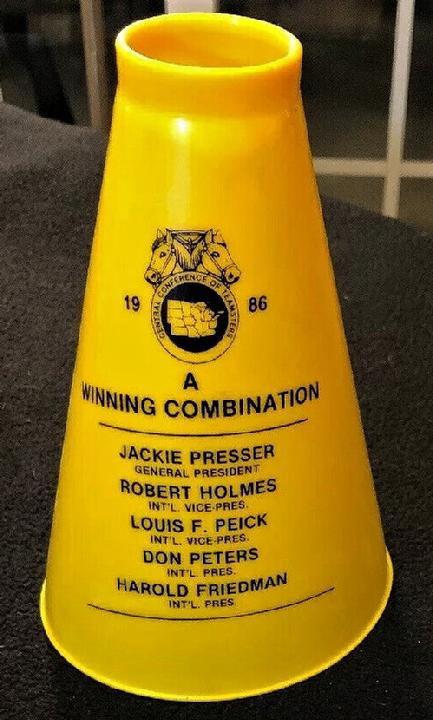 CENTRAL CONFERENCE OF TEAMSTERS
19 86
A
WINNING COMBINATION
JACKIE PRESSER
GENERAL PRESIDENT
ROBERT HOLMES
INT'L. VICE-PRES.
LOUIS F. PEICK
INT'L. VICE-PRES.
DON PETERS
INT'L. PRES.
HAROLD FRIEDMAN
INT'L. PRES.